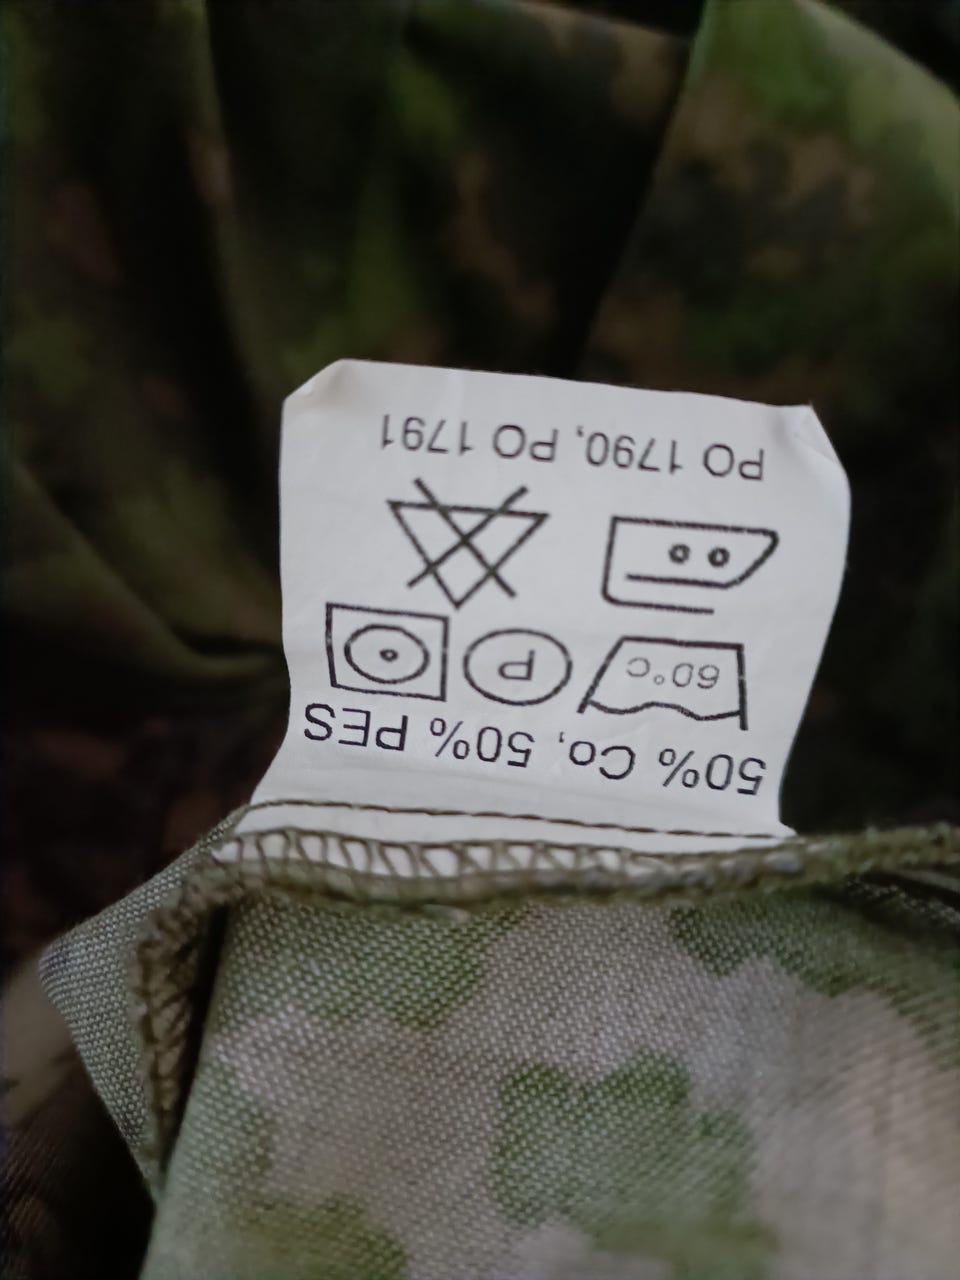 50% Co, 50% PES
60°C P
PO 1790, PO 1791